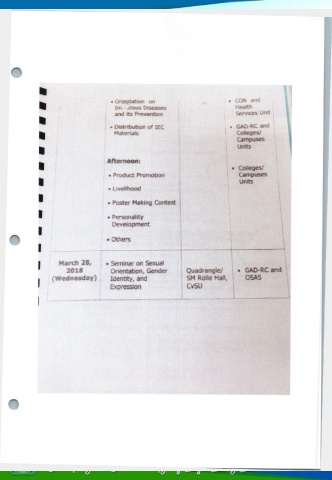 • Orientation on
Diseases
and its Prevention
• Distribution of IEC
Materials
Afternoon:
• Product Promotion
• Livelihood
• Poster Making Contest
• Personality
Development
• Others
• CON and
Health
Services Unit
• GAD-RC and
Colleges/
Campuses
Units
• Colleges/
Campuses
Units
March 28,
2018
(Wednesday)
• Seminar on Sexual
Orientation, Gender
Identity, and
Expression
Quadrangle/
SM Rolle Hall,
CvSU
• GAD-RC and
OSAS